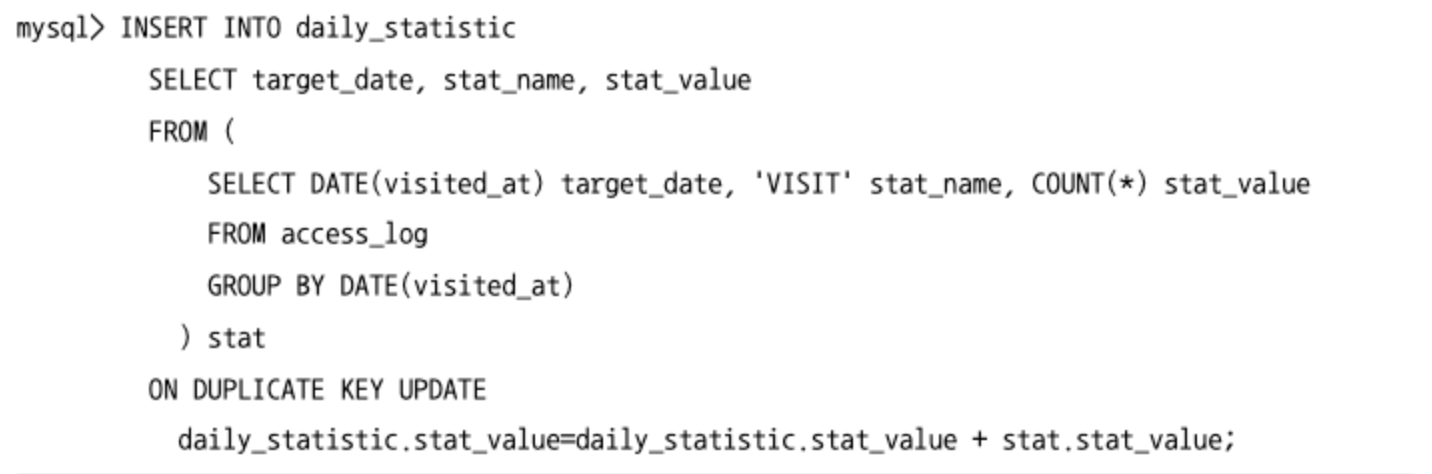 mysql> INSERT INTO daily_statistic
SELECT target_date, stat_name, stat_value
FROM (
SELECT DATE(visited_at) target_date, 'VISIT' stat_name, COUNT(*) stat_value
FROM access_log
GROUP BY DATE(visited_at)
) stat
ON DUPLICATE KEY UPDATE
daily_statistic.stat_value=daily_statistic.stat_value + stat.stat_value;